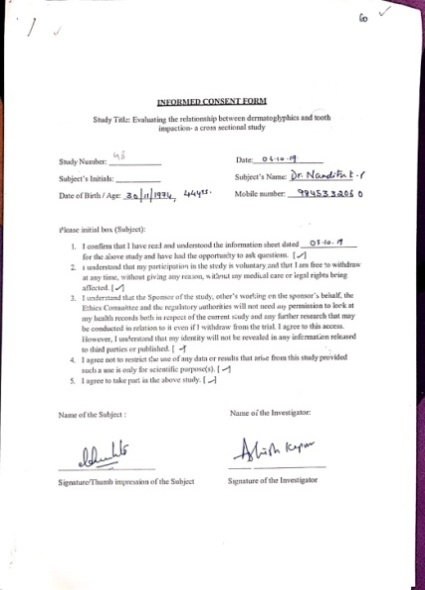 60
INFORMED CONSENT FORM
Study Title: Evaluating the relationship between dermatoglyphics and tooth
impaction- a cross sectional study
Study Number: 98 Date: 04-10-19
Subject's Initials: Subject's Name: Dr. Nandita K.P
Date of Birth / Age: 30/11/1974, 44yrs. Mobile number: 9845332060
Please initial box (Subject):
1. I confirm that I have read and understood the information sheet dated 03.10.19
for the above study and have had the opportunity to ask questions. [✓]
2. I understand that my participation in the study is voluntary and that I am free to withdraw
at any time, without giving any reason, without my medical care or legal rights being
affected. [✓]
3. I understand that the Sponsor of the study, other's working on the sponsor's behalf, the
Ethics Committee and the regulatory authorities will not need my permission to look at
my health records both in respect of the current study and any further research that may
be conducted in relation to it even if I withdraw from the trial. I agree to this access.
However, I understand that my identity will not be revealed in any information released
to third parties or published. [✓]
4. I agree not to restrict the use of any data or results that arise from this study provided
such a use is only for scientific purpose(s). [✓]
5. I agree to take part in the above study. [✓]
Name of the Subject : Name of the Investigator:
Ashish Kapoor
Signature/Thumb impression of the Subject Signature of the Investigator